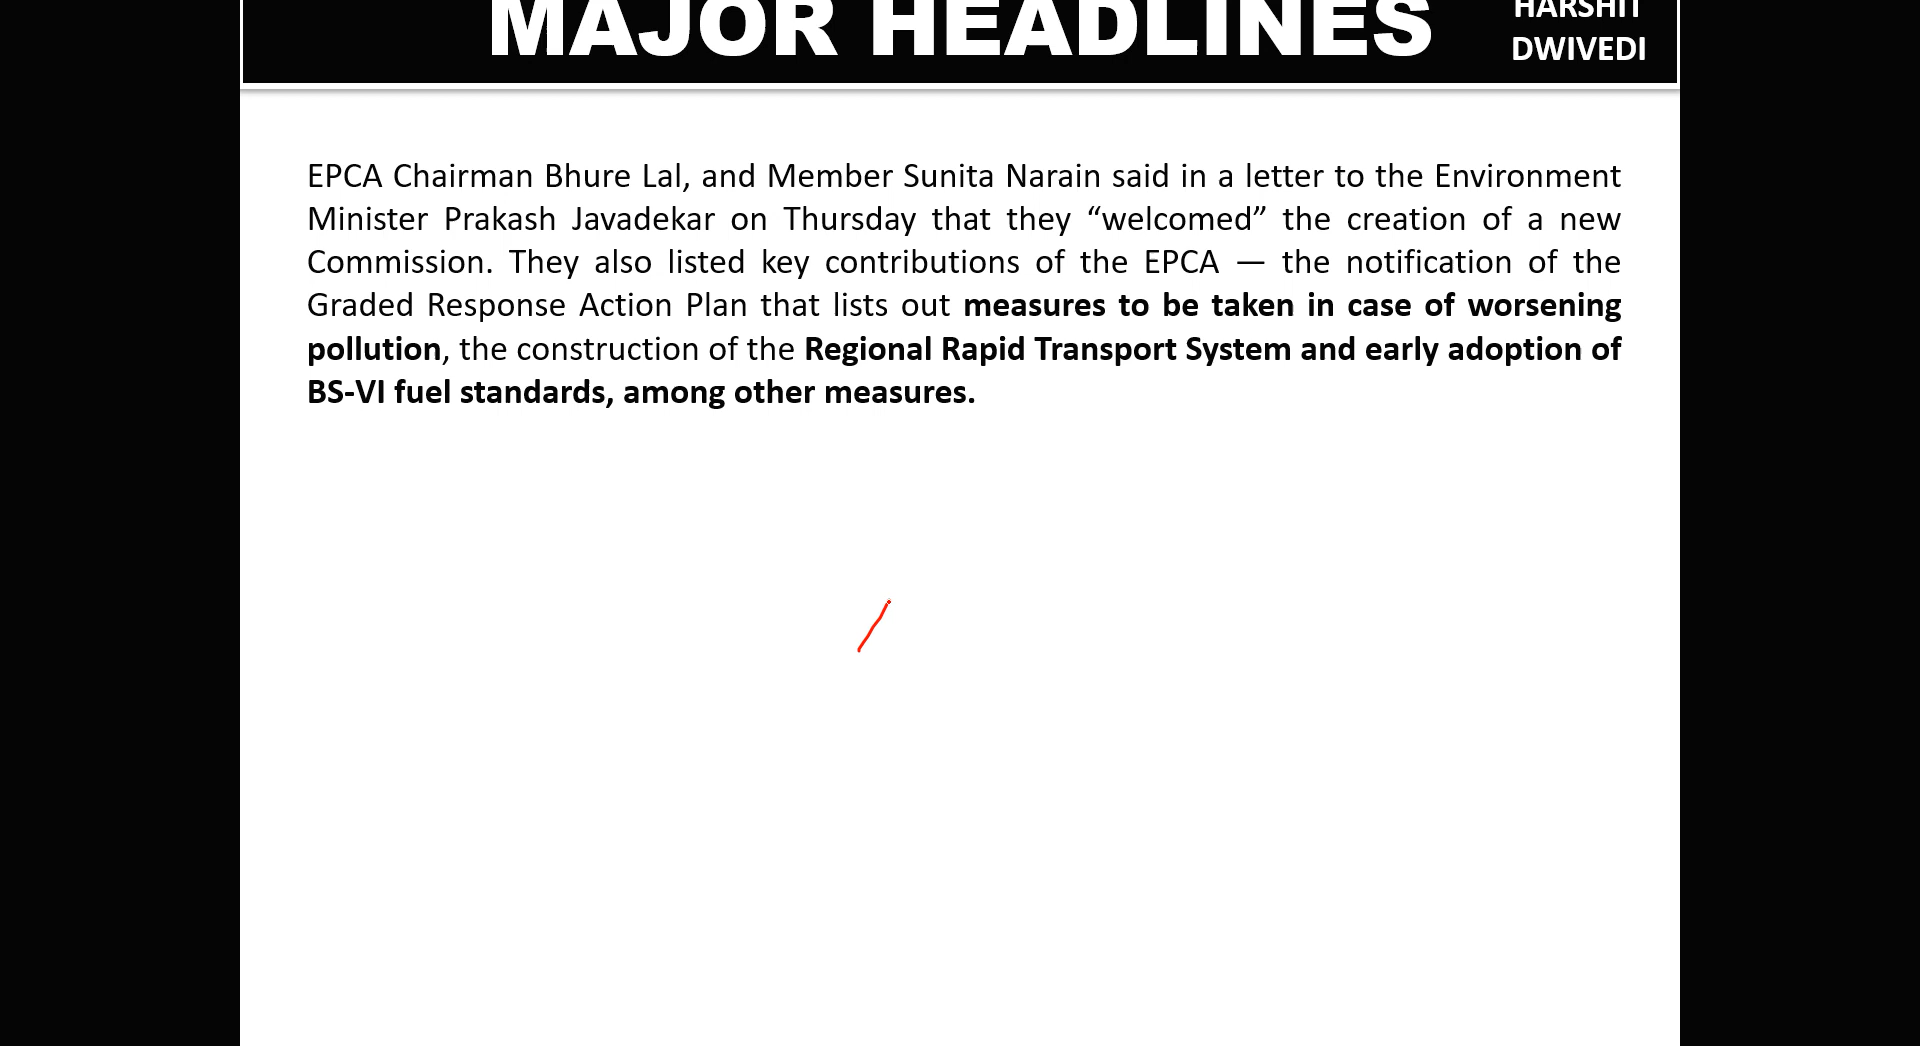 MAJOR HEADLINES
HARSHIT
DWIVEDI
EPCA Chairman Bhure Lal, and Member Sunita Narain said in a letter to the Environment
Minister Prakash Javadekar on Thursday that they “welcomed” the creation of a new
Commission. They also listed key contributions of the EPCA — the notification of the
Graded Response Action Plan that lists out measures to be taken in case of worsening
pollution, the construction of the Regional Rapid Transport System and early adoption of
BS-VI fuel standards, among other measures.